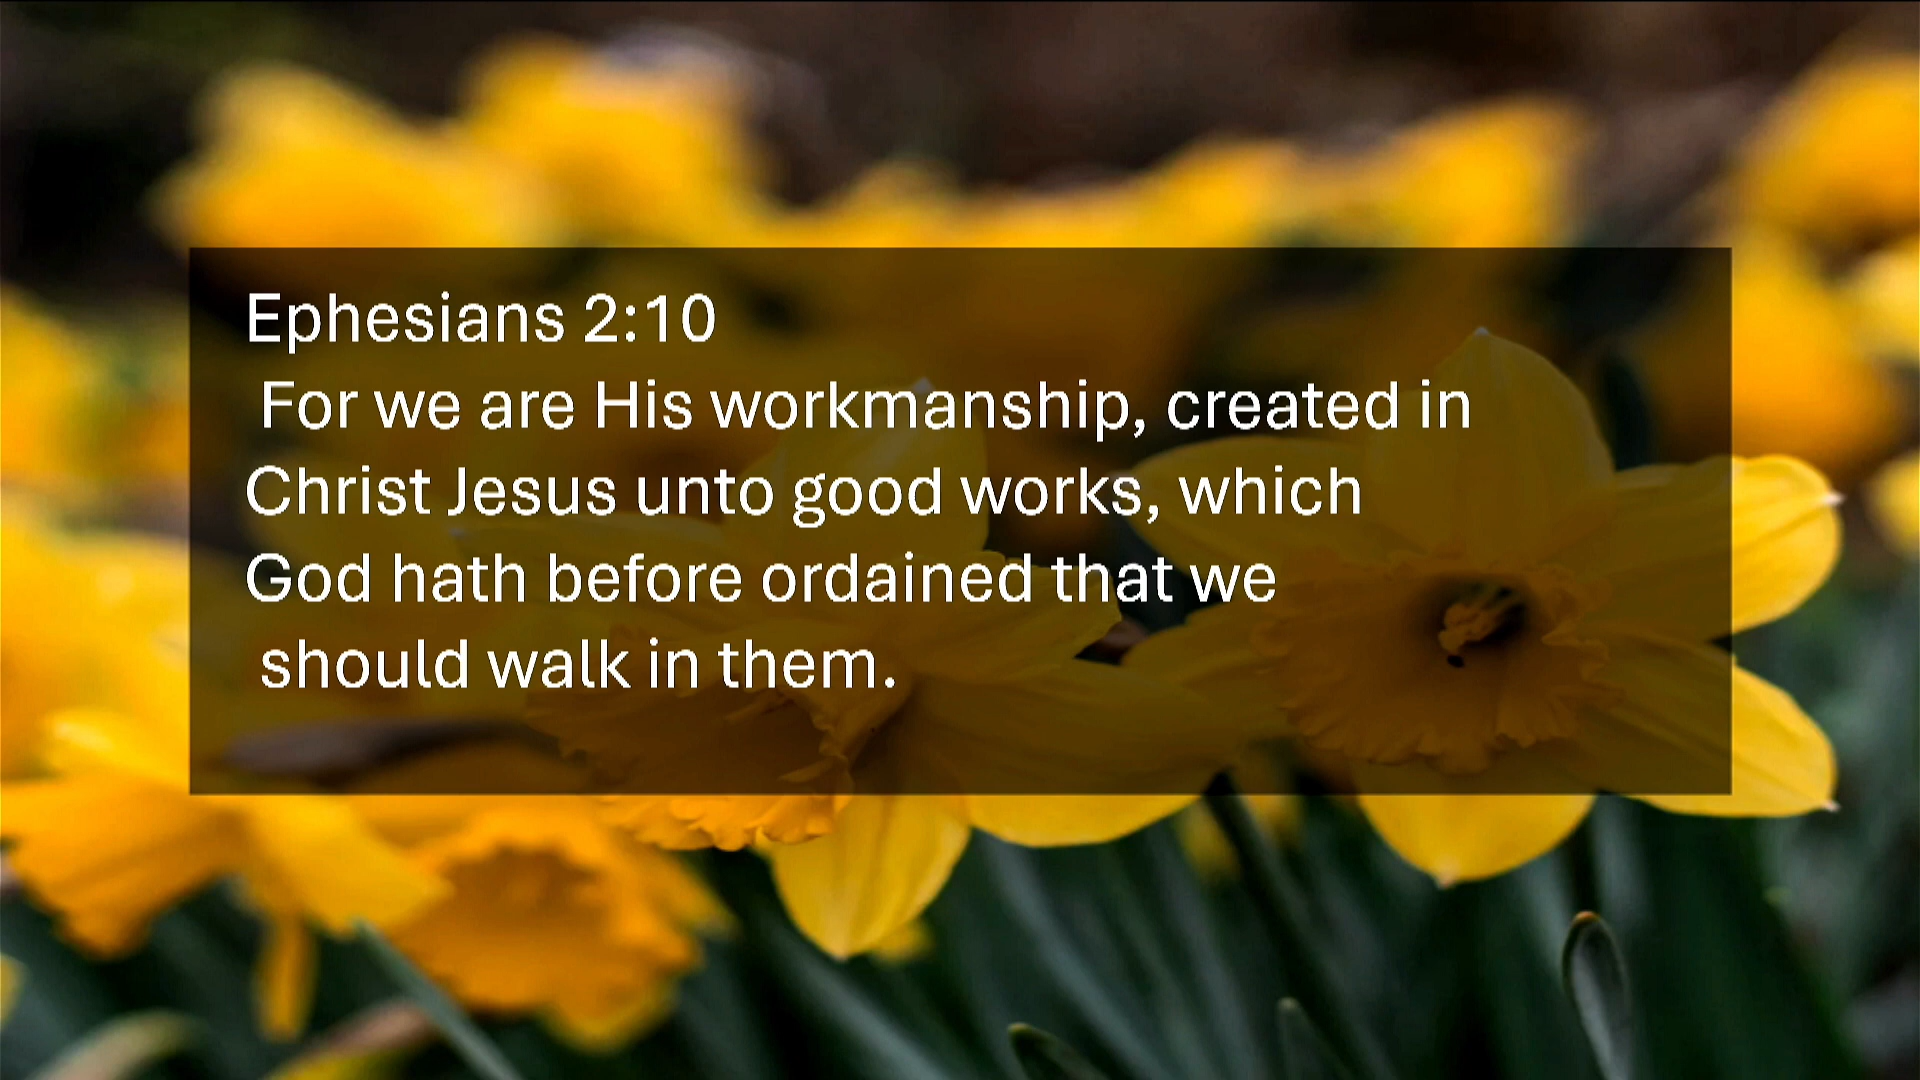 Ephesians 2:10
For we are His workmanship, created in
Christ Jesus unto good works, which
God hath before ordained that we
should walk in them.